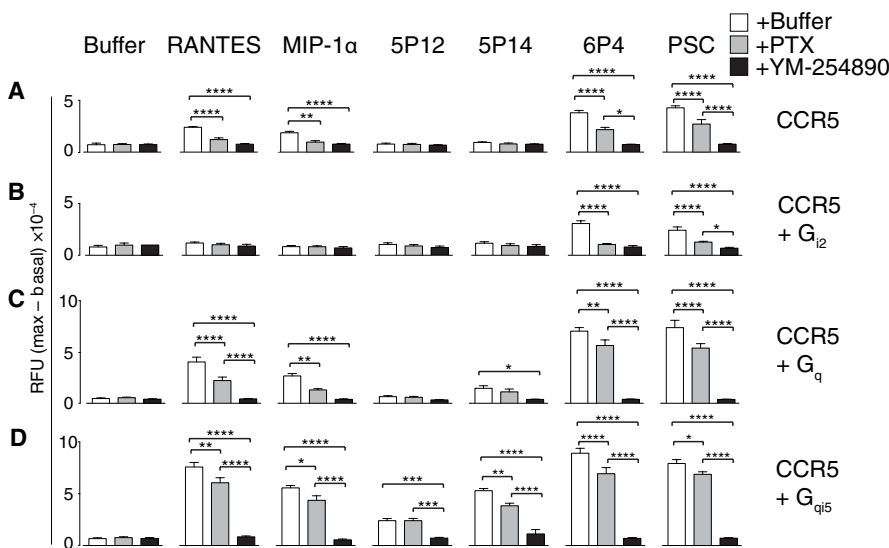 +Buffer
+PTX
+YM-254890
Buffer RANTES MIP-1α 5P12 5P14 6P4 PSC
RFU (max – basal) ×10⁻⁴
A
5
0
**** **** **** ** **** **** * **** **** ****
CCR5
B
5
0
**** **** **** **** *
CCR5
+ Gi2
C
10
5
0
**** **** **** **** ** * **** ** **** **** **** ****
CCR5
+ Gq
D
10
5
0
**** ** **** **** * **** *** *** **** ** **** **** **** **** **** * ****
CCR5
+ Gqi5